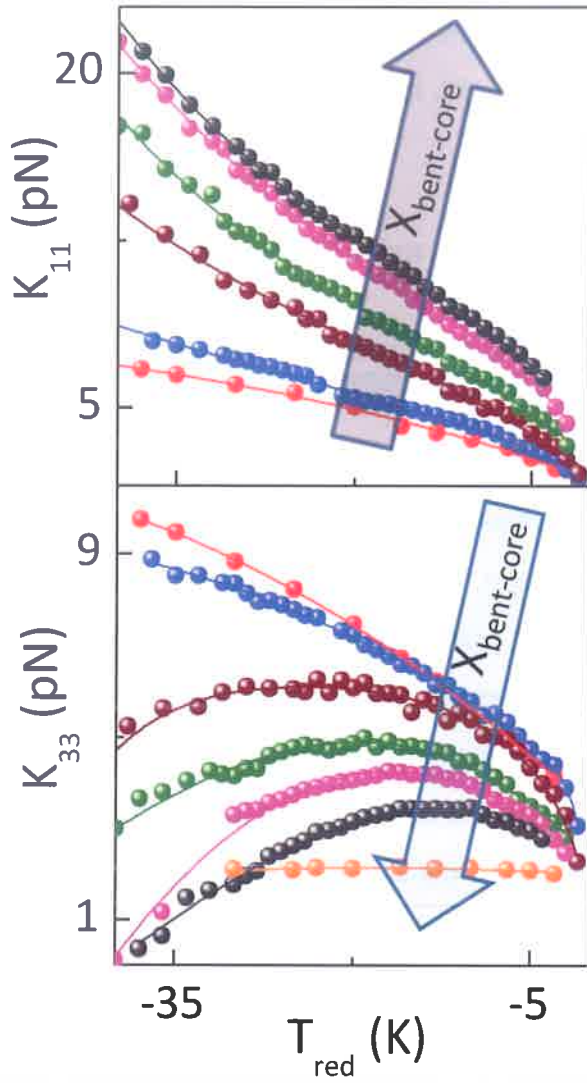 20
K11 (pN)
5
Xbent-core
9
K33 (pN)
1
Xbent-core
-35
-5
Tred (K)